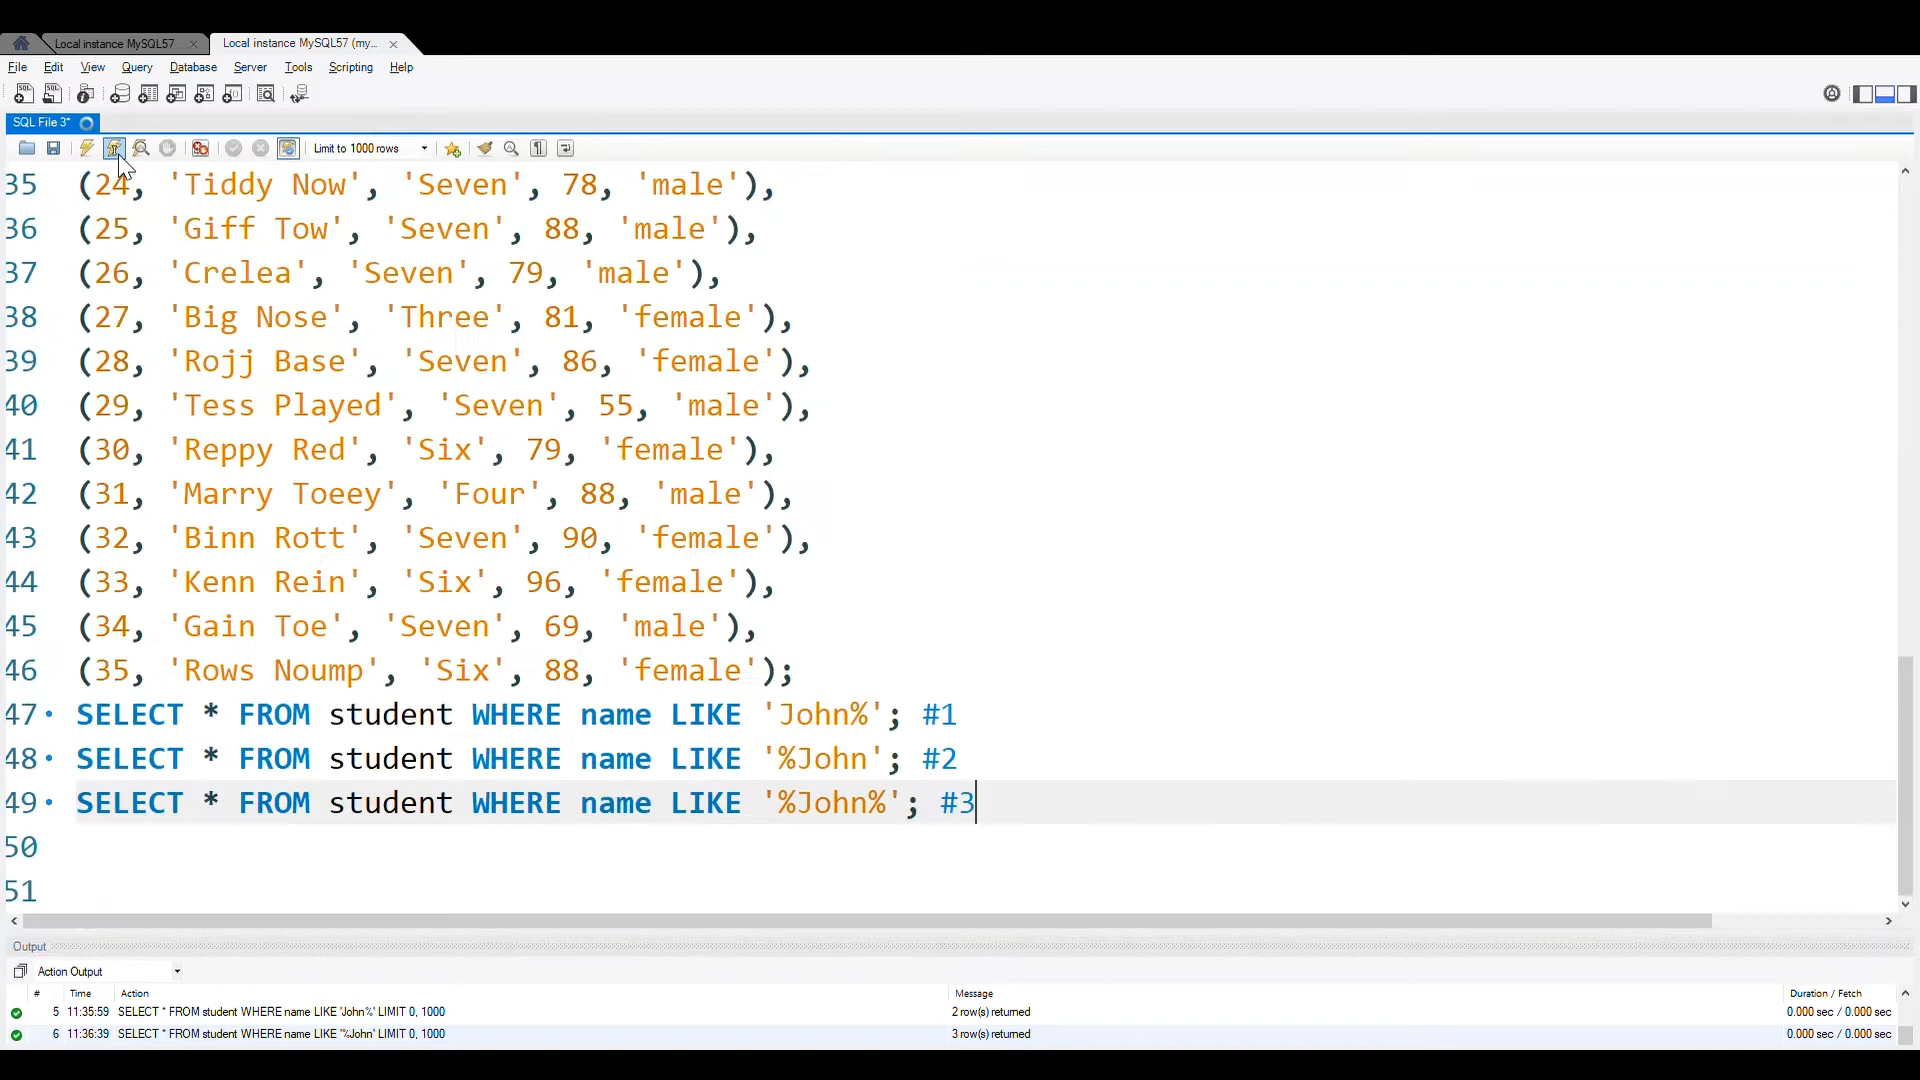 Local instance MySQL57
Local instance MySQL57 (my...
File Edit View Query Database Server Tools Scripting Help
SQL File 3*
Limit to 1000 rows
35 (24, 'Tiddy Now', 'Seven', 78, 'male'),
36 (25, 'Giff Tow', 'Seven', 88, 'male'),
37 (26, 'Crelea', 'Seven', 79, 'male'),
38 (27, 'Big Nose', 'Three', 81, 'female'),
39 (28, 'Rojj Base', 'Seven', 86, 'female'),
40 (29, 'Tess Played', 'Seven', 55, 'male'),
41 (30, 'Reppy Red', 'Six', 79, 'female'),
42 (31, 'Marry Toeey', 'Four', 88, 'male'),
43 (32, 'Binn Rott', 'Seven', 90, 'female'),
44 (33, 'Kenn Rein', 'Six', 96, 'female'),
45 (34, 'Gain Toe', 'Seven', 69, 'male'),
46 (35, 'Rows Noump', 'Six', 88, 'female');
47 SELECT * FROM student WHERE name LIKE 'John%'; #1
48 SELECT * FROM student WHERE name LIKE '%John'; #2
49 SELECT * FROM student WHERE name LIKE '%John%'; #3
50
51
Output
Action Output
# Time Action Message Duration / Fetch
5 11:35:59 SELECT * FROM student WHERE name LIKE 'John%' LIMIT 0, 1000 2 row(s) returned 0.000 sec / 0.000 sec
6 11:36:39 SELECT * FROM student WHERE name LIKE '%John' LIMIT 0, 1000 3 row(s) returned 0.000 sec / 0.000 sec